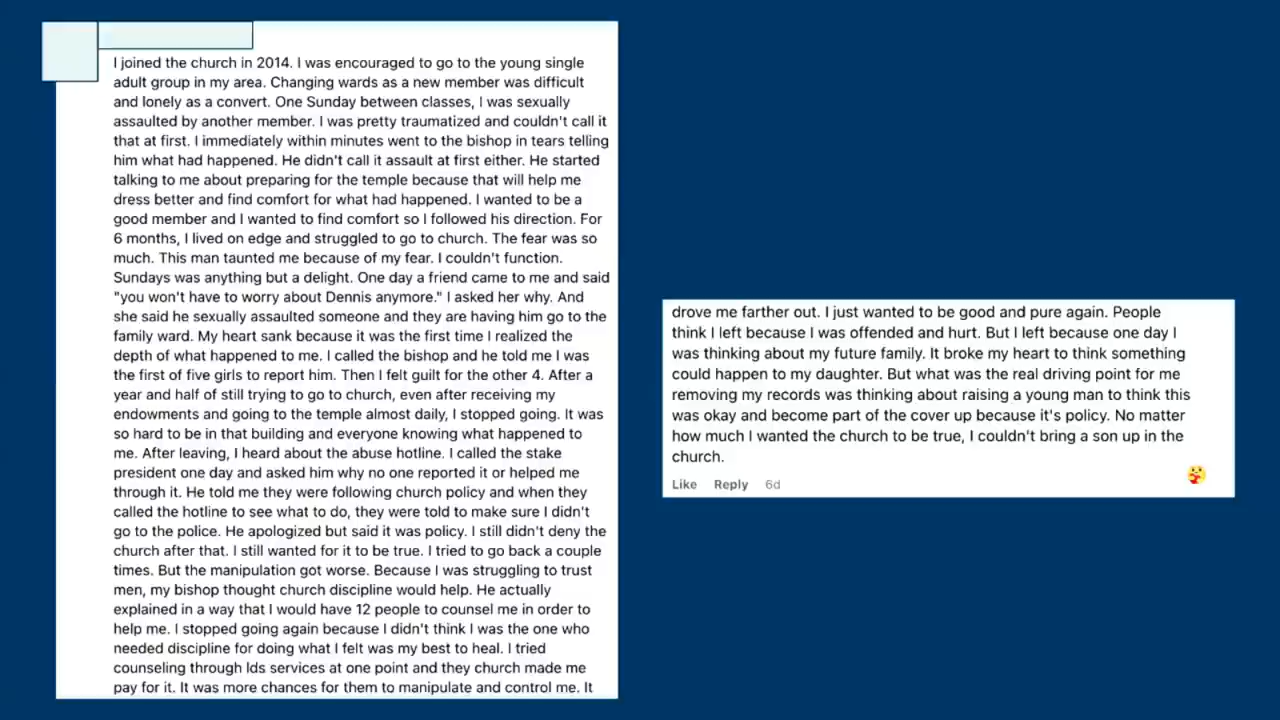 I joined the church in 2014. I was encouraged to go to the young single
adult group in my area. Changing wards as a new member was difficult
and lonely as a convert. One Sunday between classes, I was sexually
assaulted by another member. I was pretty traumatized and couldn't call it
that at first. I immediately within minutes went to the bishop in tears telling
him what had happened. He didn't call it assault at first either. He started
talking to me about preparing for the temple because that will help me
dress better and find comfort for what had happened. I wanted to be a
good member and I wanted to find comfort so I followed his direction. For
6 months, I lived on edge and struggled to go to church. The fear was so
much. This man taunted me because of my fear. I couldn't function.
Sundays was anything but a delight. One day a friend came to me and said
"you won't have to worry about Dennis anymore." I asked her why. And
she said he sexually assaulted someone and they are having him go to the
family ward. My heart sank because it was the first time I realized the
depth of what happened to me. I called the bishop and he told me I was
the first of five girls to report him. Then I felt guilt for the other 4. After a
year and half of still trying to go to church, even after receiving my
endowments and going to the temple almost daily, I stopped going. It was
so hard to be in that building and everyone knowing what happened to
me. After leaving, I heard about the abuse hotline. I called the stake
president one day and asked him why no one reported it or helped me
through it. He told me they were following church policy and when they
called the hotline to see what to do, they were told to make sure I didn't
go to the police. He apologized but said it was policy. I still didn't deny the
church after that. I still wanted for it to be true. I tried to go back a couple
times. But the manipulation got worse. Because I was struggling to trust
men, my bishop thought church discipline would help. He actually
explained in a way that I would have 12 people to counsel me in order to
help me. I stopped going again because I didn't think I was the one who
needed discipline for doing what I felt was my best to heal. I tried
counseling through lds services at one point and they church made me
pay for it. It was more chances for them to manipulate and control me. It
drove me farther out. I just wanted to be good and pure again. People
think I left because I was offended and hurt. But I left because one day I
was thinking about my future family. It broke my heart to think something
could happen to my daughter. But what was the real driving point for me
removing my records was thinking about raising a young man to think this
was okay and become part of the cover up because it's policy. No matter
how much I wanted the church to be true, I couldn't bring a son up in the
church.
Like Reply 6d